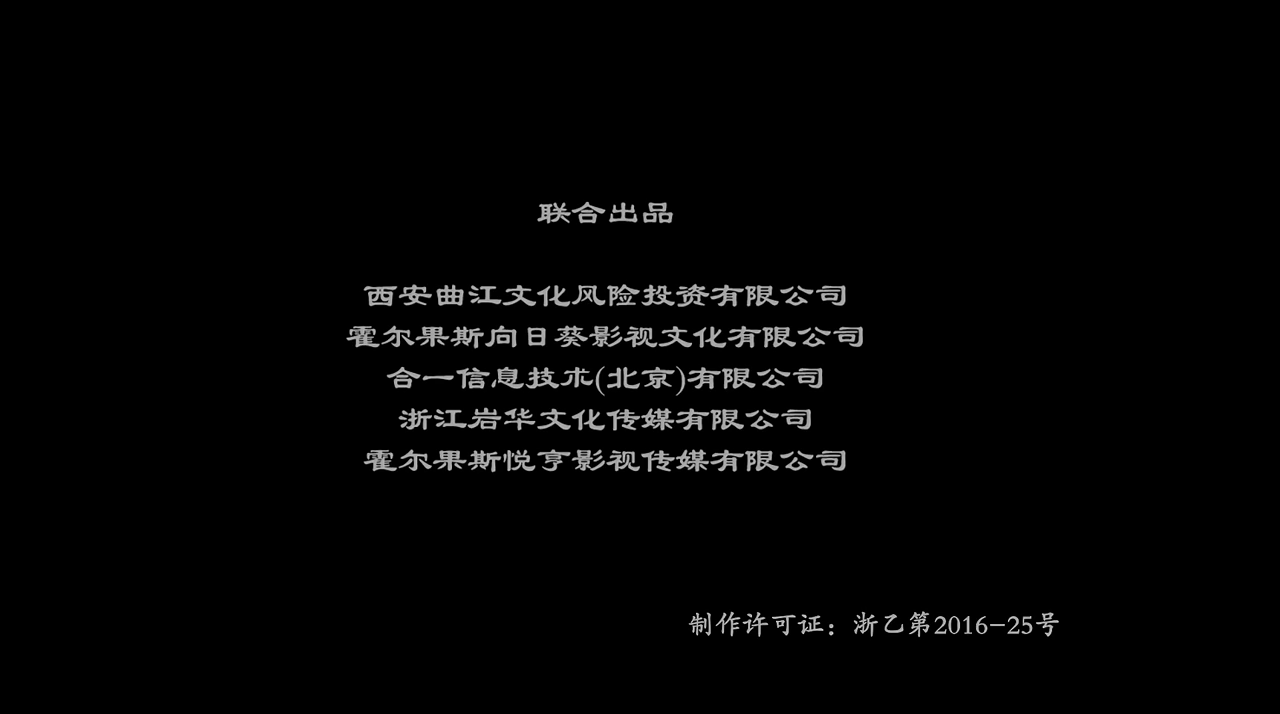 联合出品
西安曲江文化风险投资有限公司
霍尔果斯向日葵影视文化有限公司
合一信息技术(北京)有限公司
浙江岩华文化传媒有限公司
霍尔果斯悦亨影视传媒有限公司
制作许可证：浙乙第2016-25号